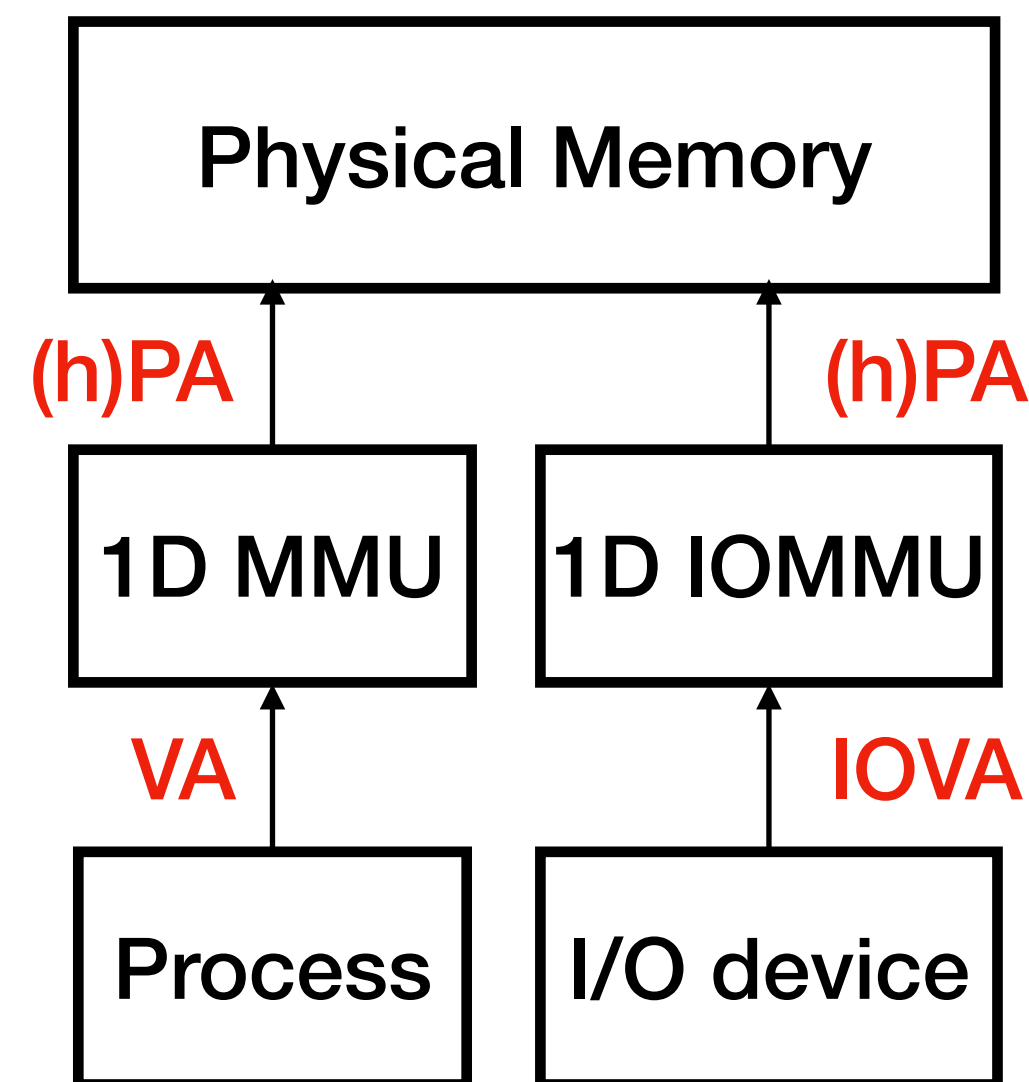 Physical Memory
(h)PA
(h)PA
1D MMU
1D IOMMU
VA
IOVA
Process
I/O device